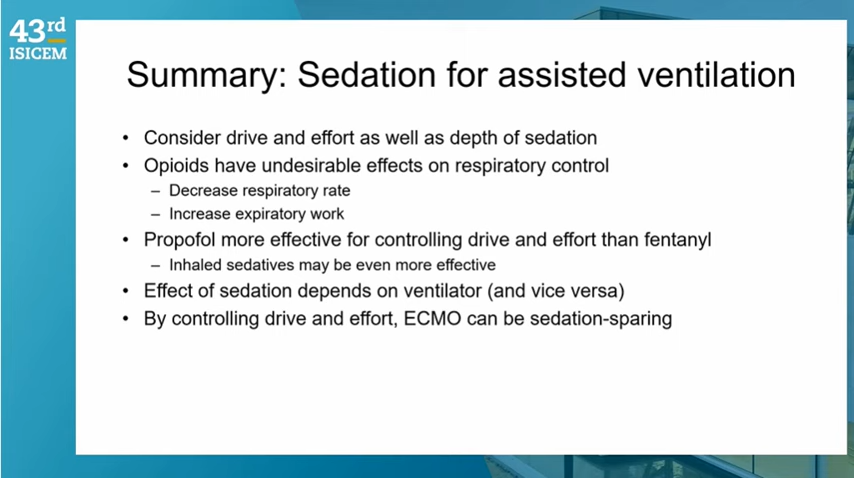 43rd
ISICEM
Summary: Sedation for assisted ventilation
• Consider drive and effort as well as depth of sedation
• Opioids have undesirable effects on respiratory control
– Decrease respiratory rate
– Increase expiratory work
• Propofol more effective for controlling drive and effort than fentanyl
– Inhaled sedatives may be even more effective
• Effect of sedation depends on ventilator (and vice versa)
• By controlling drive and effort, ECMO can be sedation-sparing